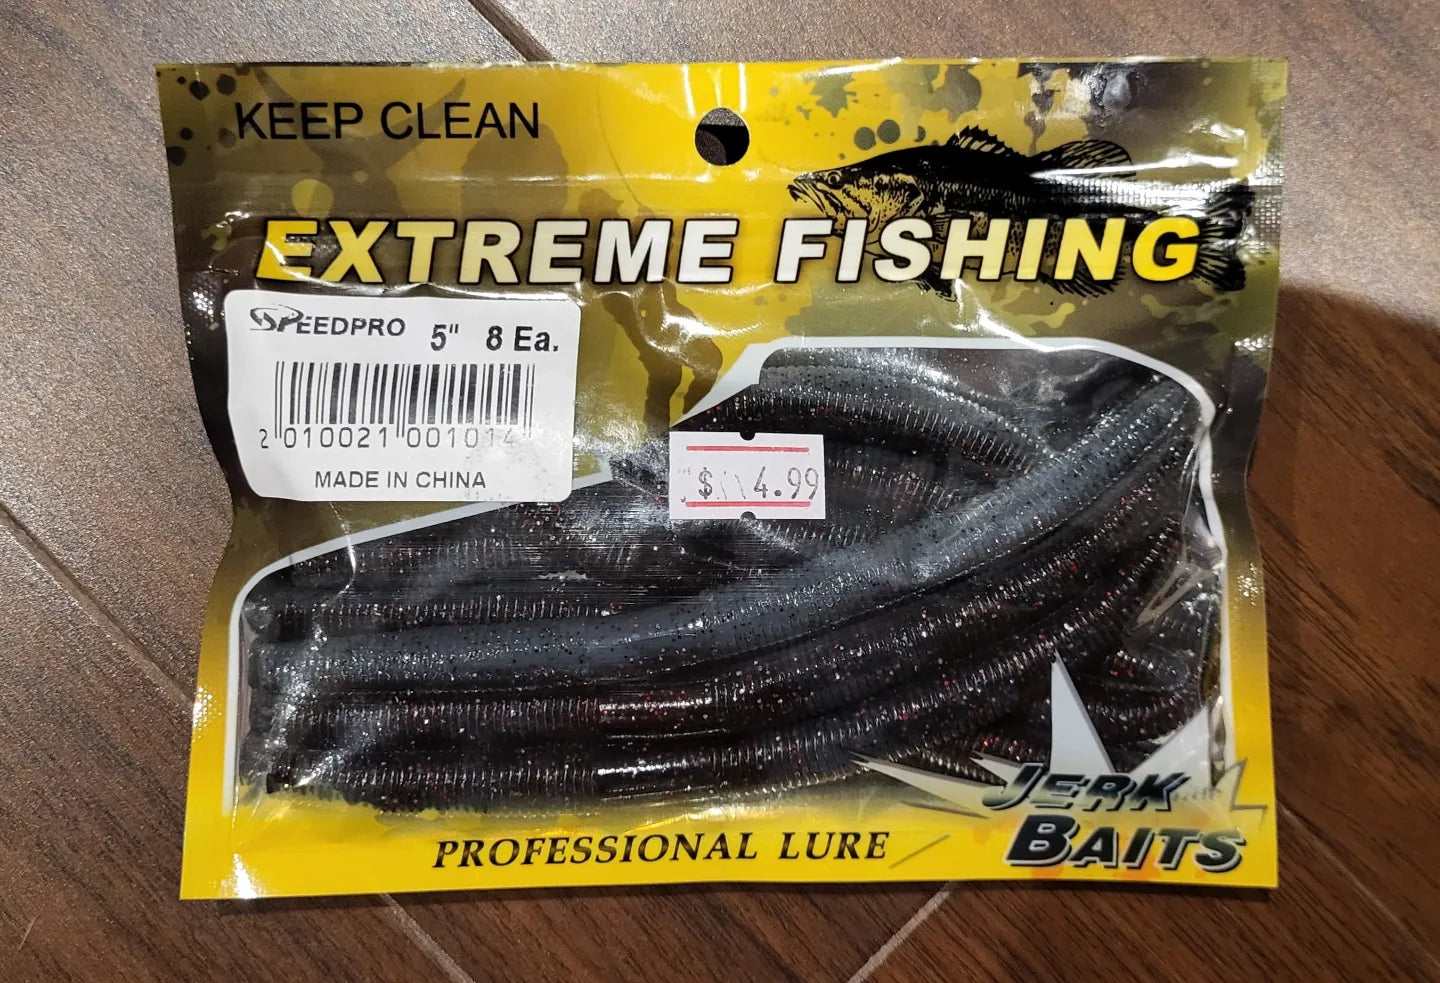 KEEP CLEAN
EXTREME FISHING
SPEEDPRO 5" 8 Ea.
2 010021 001014
MADE IN CHINA
$ 4.99
JERK
BAITS
PROFESSIONAL LURE